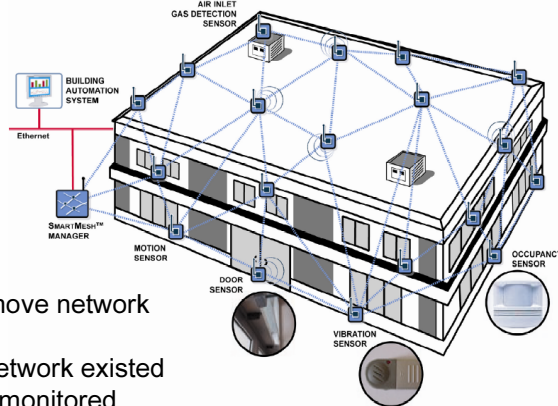 AIR INLET
GAS DETECTION
SENSOR
BUILDING
AUTOMATION
SYSTEM
Ethernet
SMARTMESH™
MANAGER
MOTION
SENSOR
DOOR
SENSOR
VIBRATION
SENSOR
OCCUPANCY
SENSOR
move network
etwork existed
monitored